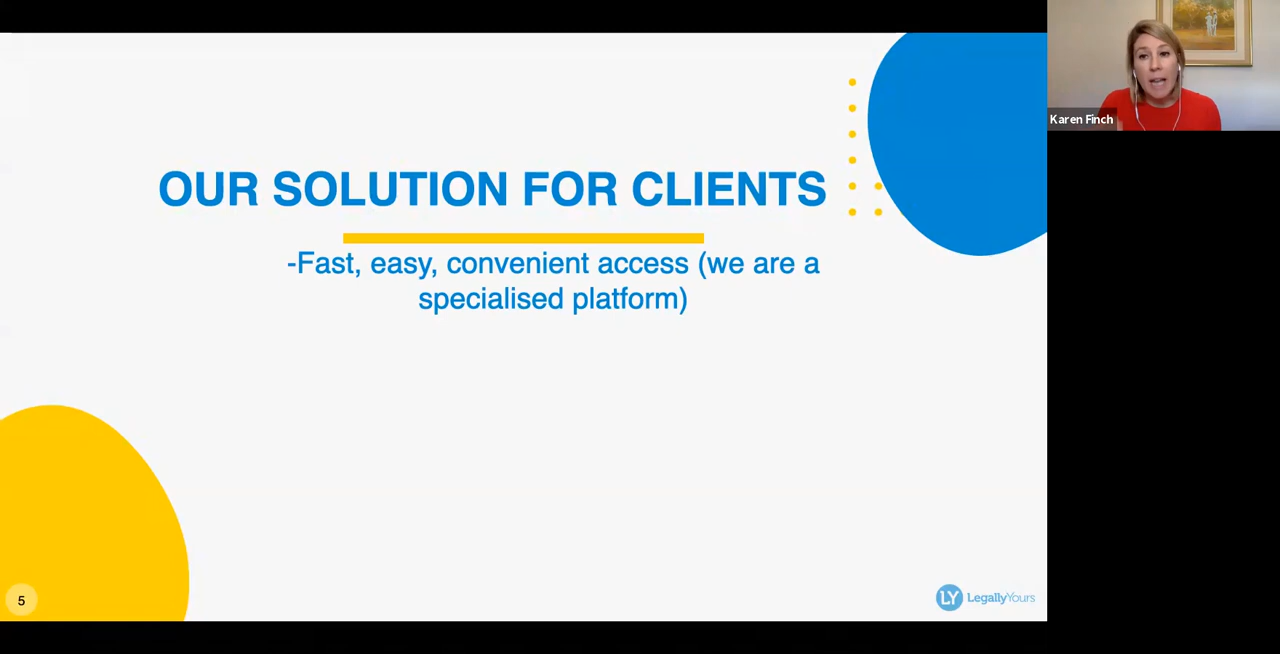 Karen Finch
OUR SOLUTION FOR CLIENTS
-Fast, easy, convenient access (we are a
specialised platform)
5
LY LegallyYours